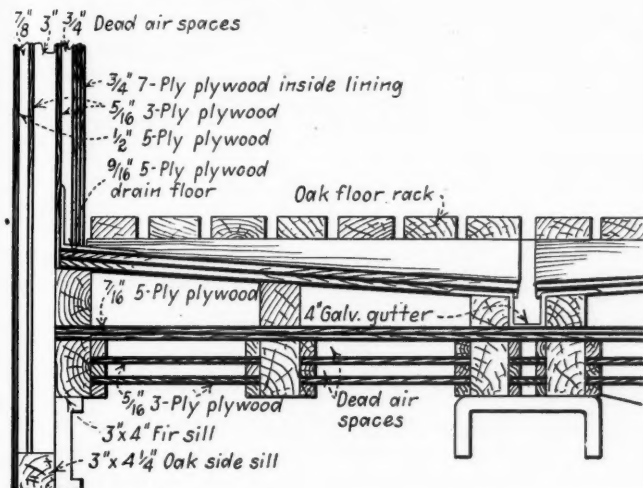 7/8" 3" 3/4" Dead air spaces
3/4" 7-Ply plywood inside lining
5/16" 3-Ply plywood
1/2" 5-Ply plywood
9/16" 5-Ply plywood
drain floor
Oak floor rack
7/16" 5-Ply plywood
4" Galv. gutter
5/16" 3-Ply plywood
Dead air
spaces
3"x 4" Fir sill
3"x 4 1/4" Oak side sill